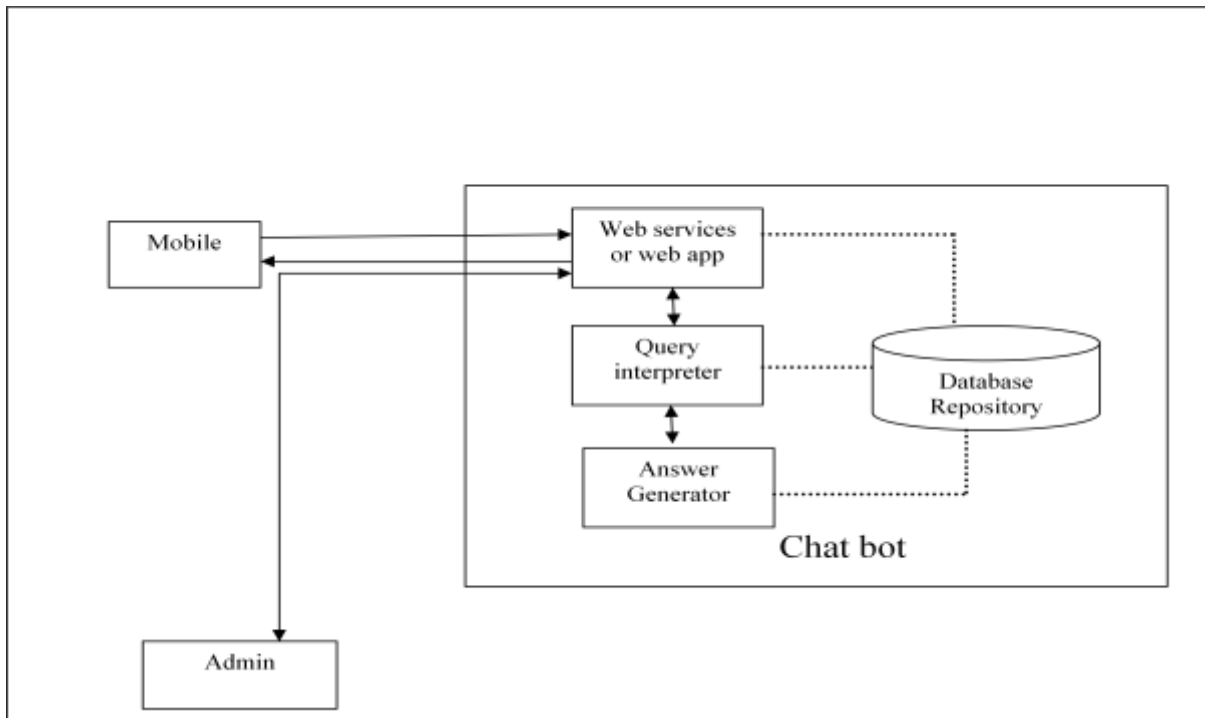 Mobile
Web services
or web app
Query
interpreter
Database
Repository
Answer
Generator
Chat bot
Admin